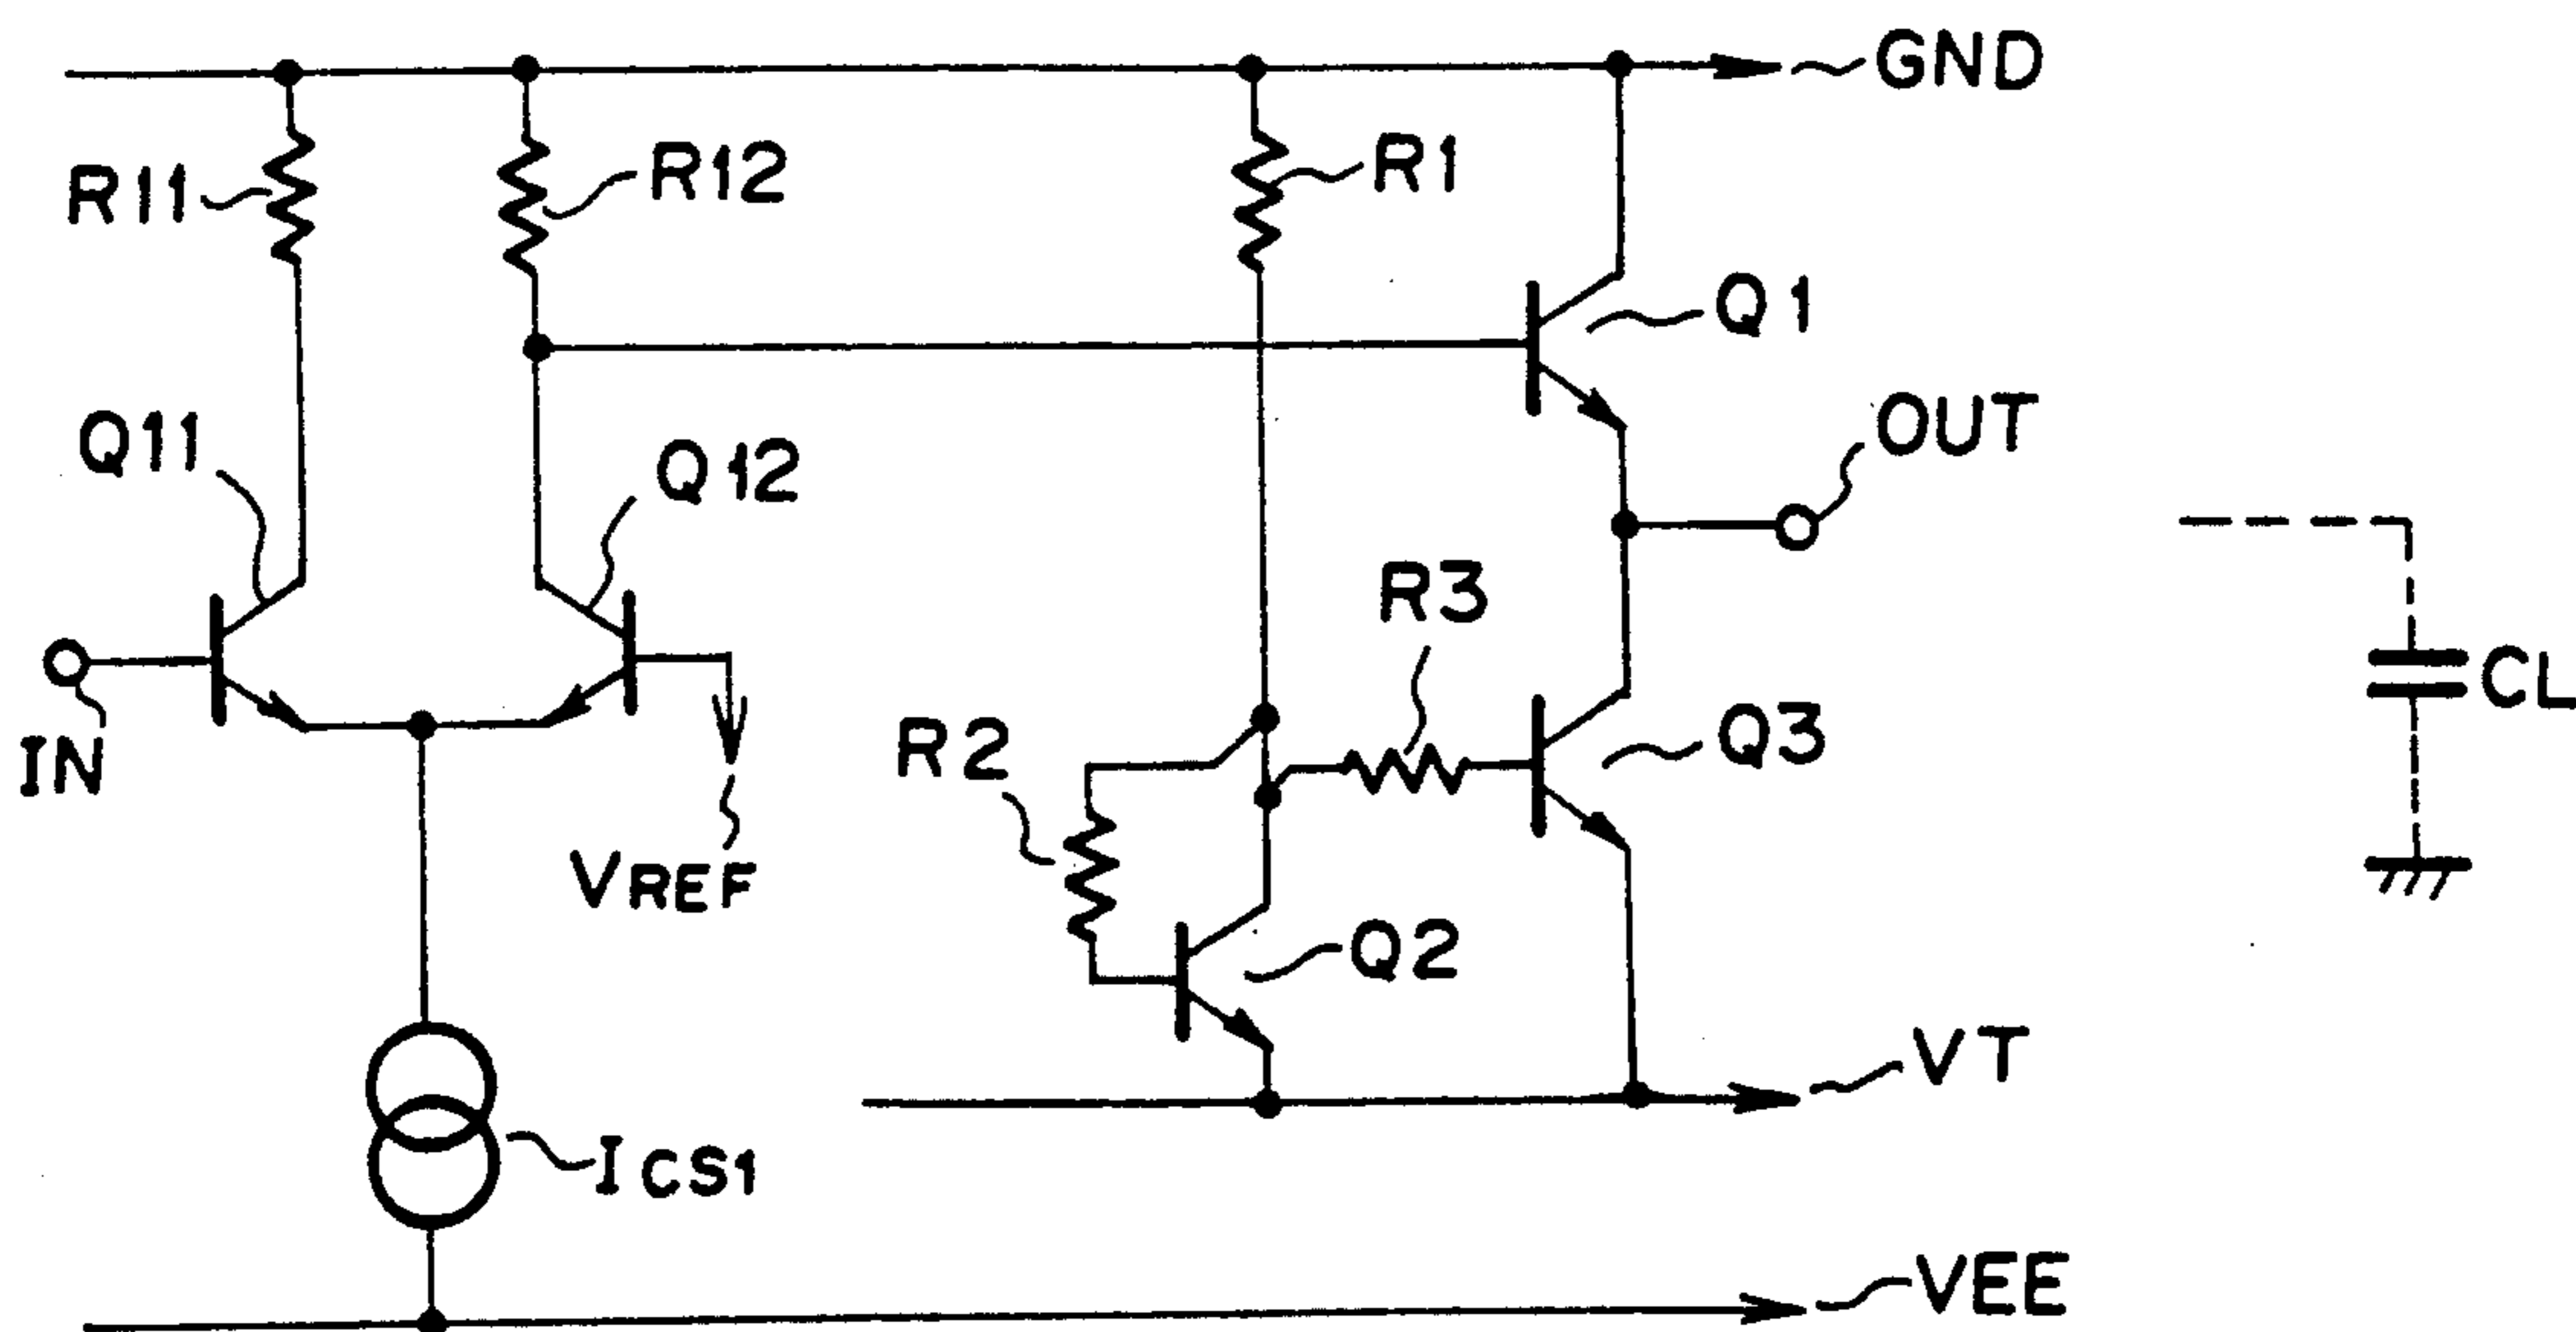 GND
R11
R12
R1
Q1
OUT
Q11
Q12
R3
CL
IN
R2
Q3
VREF
Q2
VT
ICS1
VEE